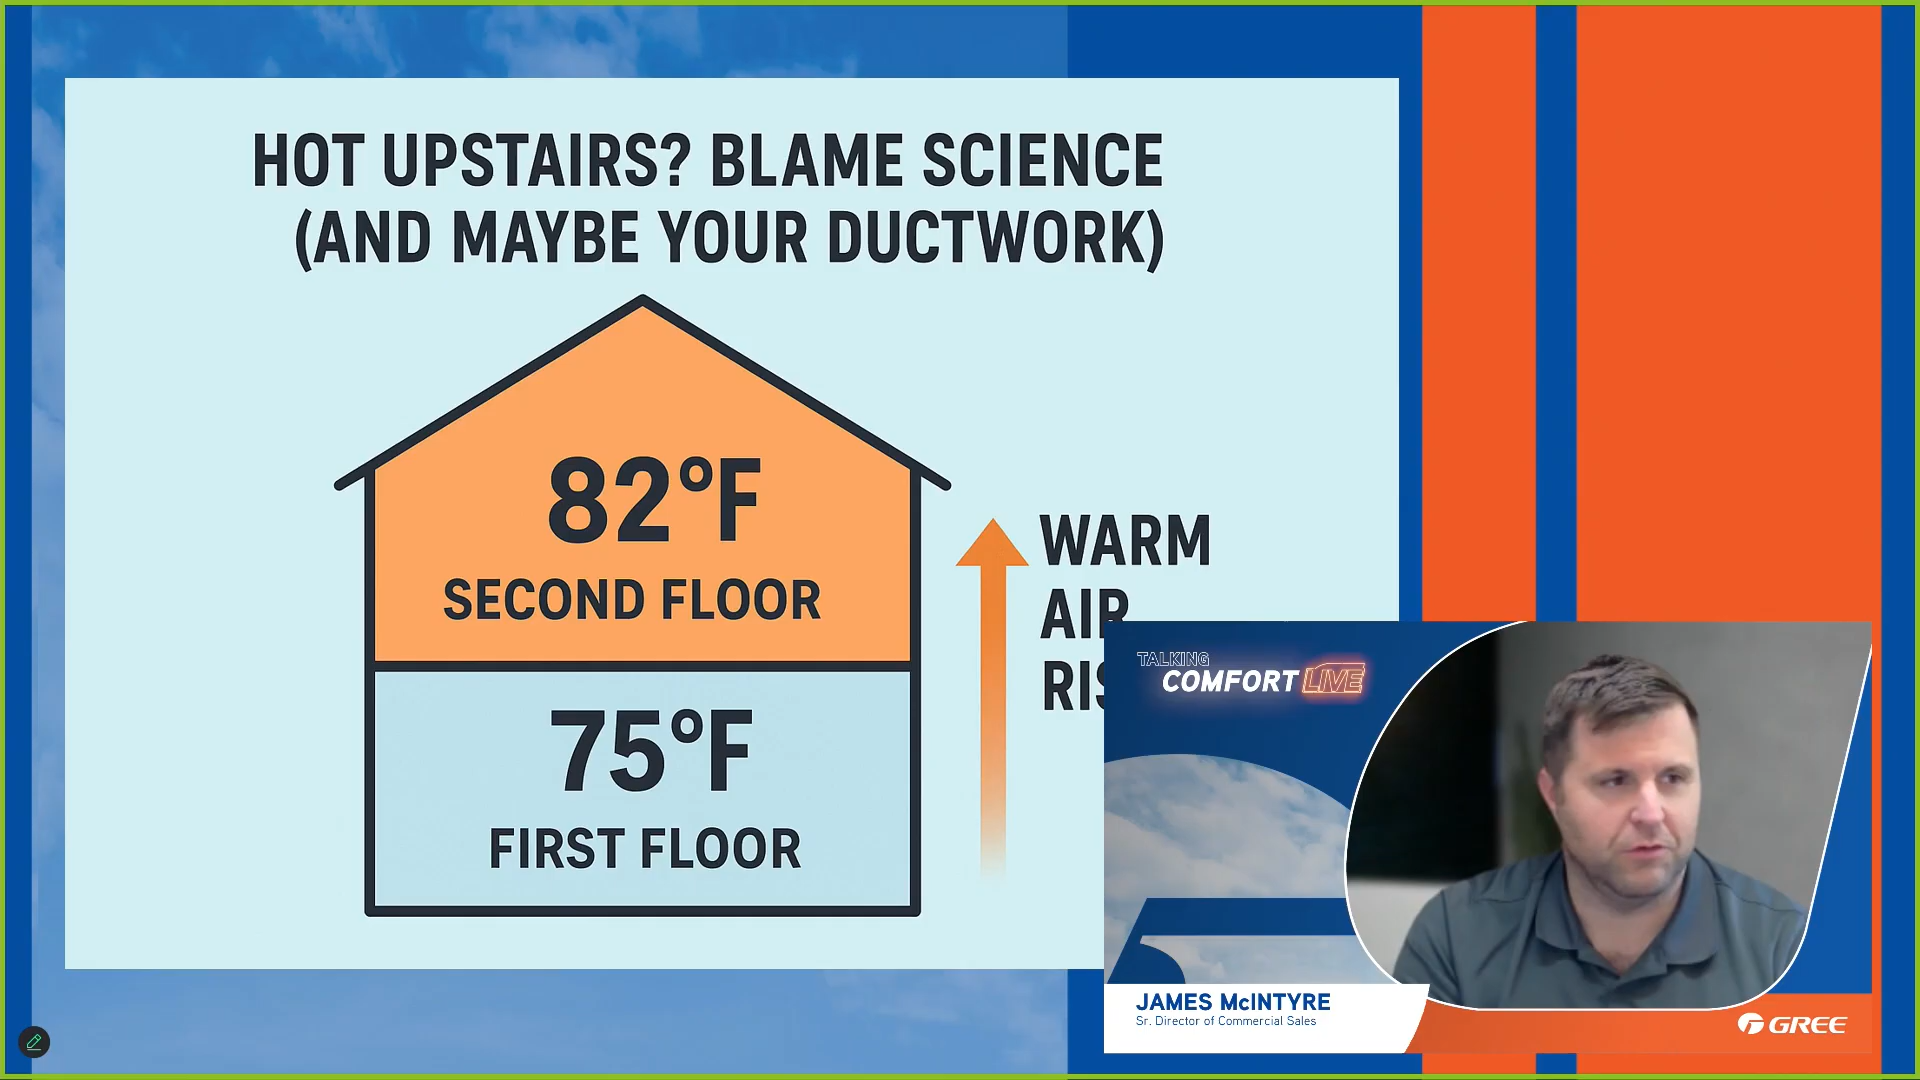 HOT UPSTAIRS? BLAME SCIENCE
(AND MAYBE YOUR DUCTWORK)
82°F
SECOND FLOOR
75°F
FIRST FLOOR
WARM
AIR
TALKING
COMFORT LIVE
JAMES McINTYRE
Sr. Director of Commercial Sales
GREE